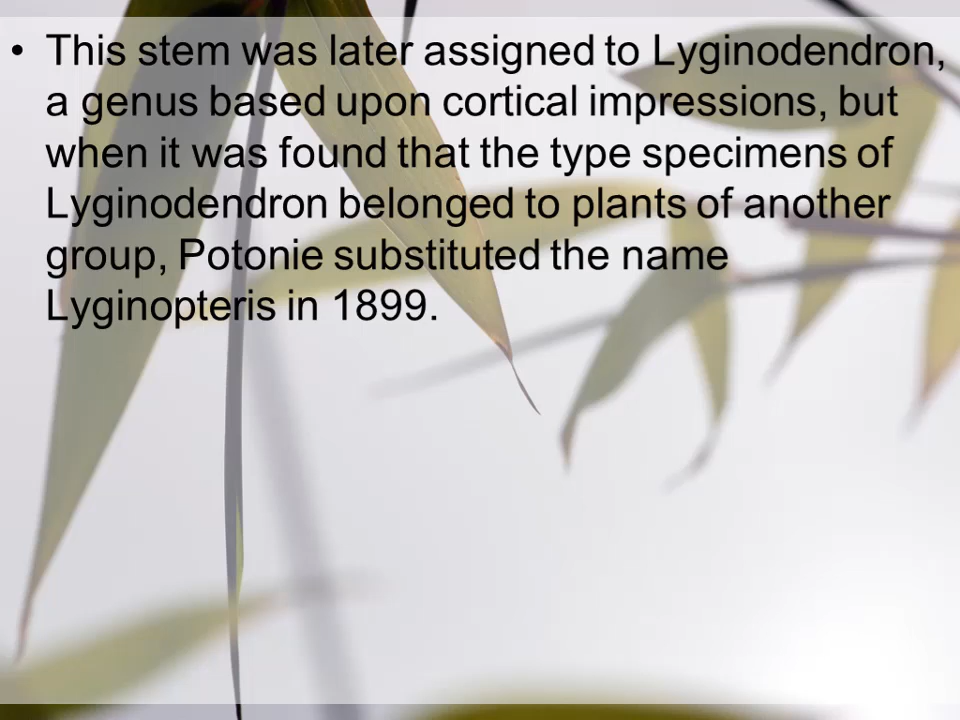 • This stem was later assigned to Lyginodendron,
a genus based upon cortical impressions, but
when it was found that the type specimens of
Lyginodendron belonged to plants of another
group, Potonie substituted the name
Lyginopteris in 1899.